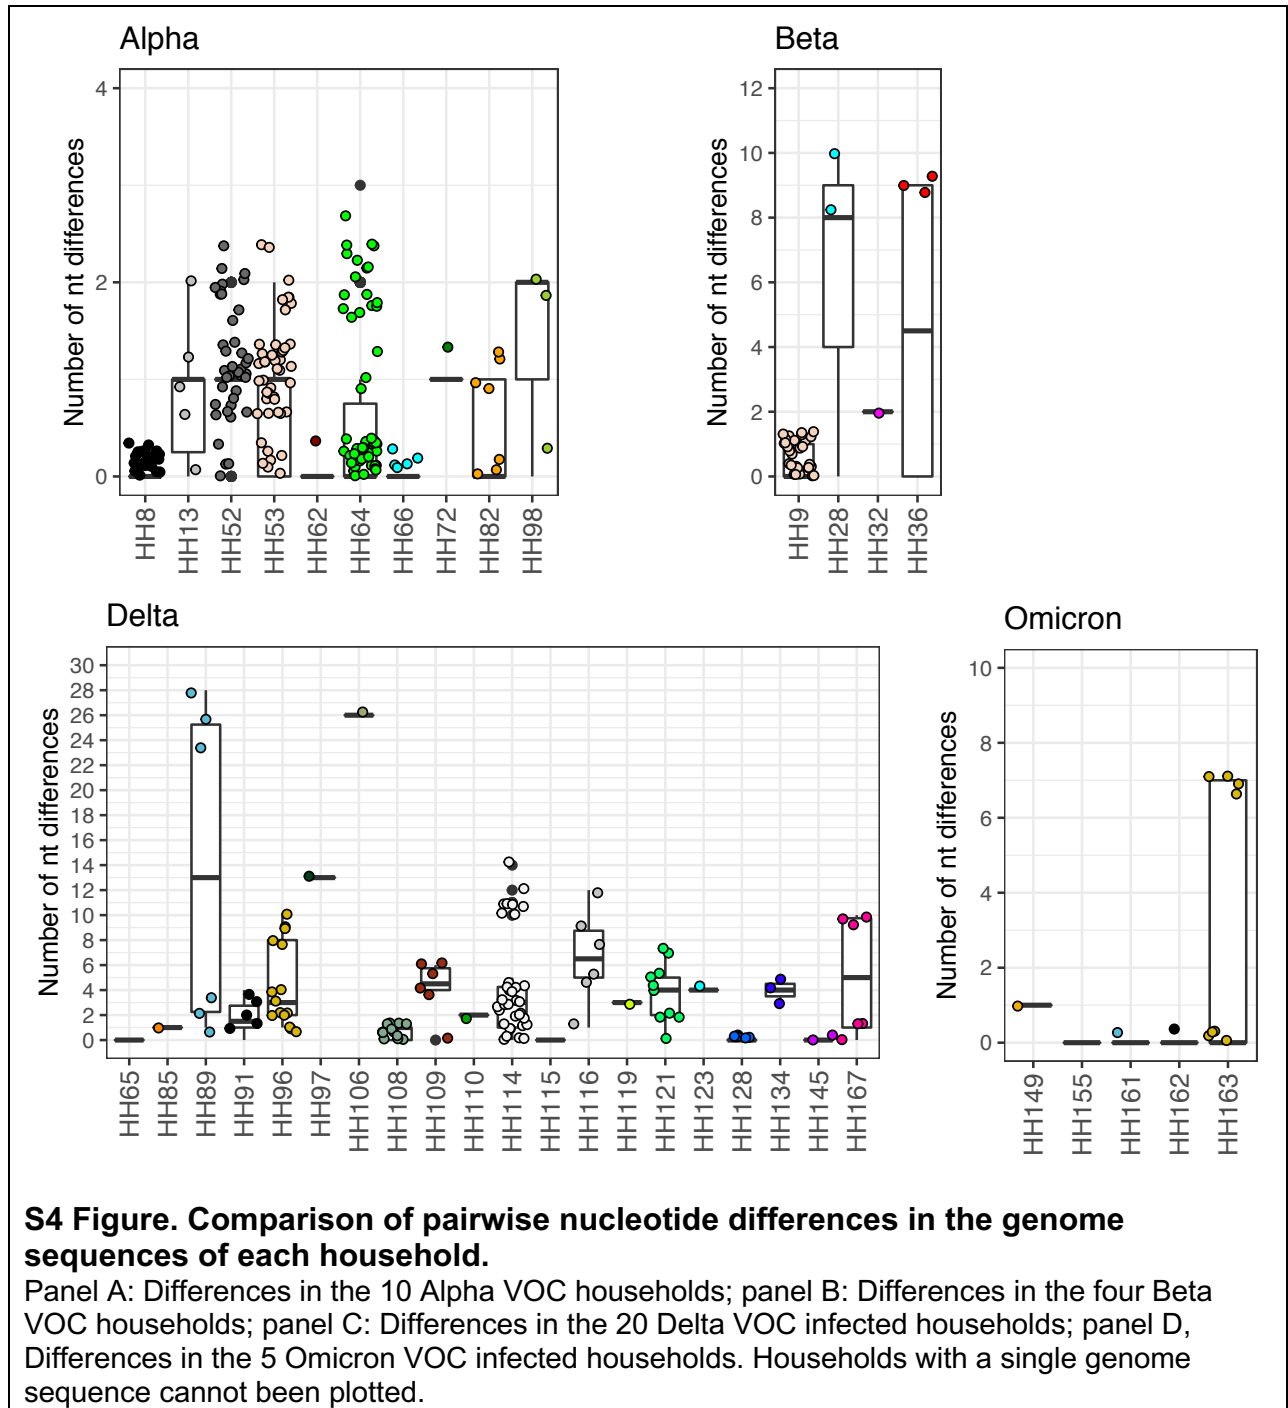 Alpha
Number of nt differences
4
2
0
HH8 HH13 HH52 HH53 HH62 HH64 HH66 HH72 HH82 HH98
Beta
Number of nt differences
12
10
8
6
4
2
0
HH9 HH28 HH32 HH36
Delta
Number of nt differences
30
28
26
24
22
20
18
16
14
12
10
8
6
4
2
0
HH65 HH85 HH89 HH91 HH96 HH97 HH106 HH108 HH109 HH110 HH114 HH115 HH116 HH119 HH121 HH123 HH128 HH134 HH145 HH167
Omicron
Number of nt differences
10
8
6
4
2
0
HH149 HH155 HH161 HH162 HH163
S4 Figure. Comparison of pairwise nucleotide differences in the genome
sequences of each household.
Panel A: Differences in the 10 Alpha VOC households; panel B: Differences in the four Beta
VOC households; panel C: Differences in the 20 Delta VOC infected households; panel D,
Differences in the 5 Omicron VOC infected households. Households with a single genome
sequence cannot been plotted.